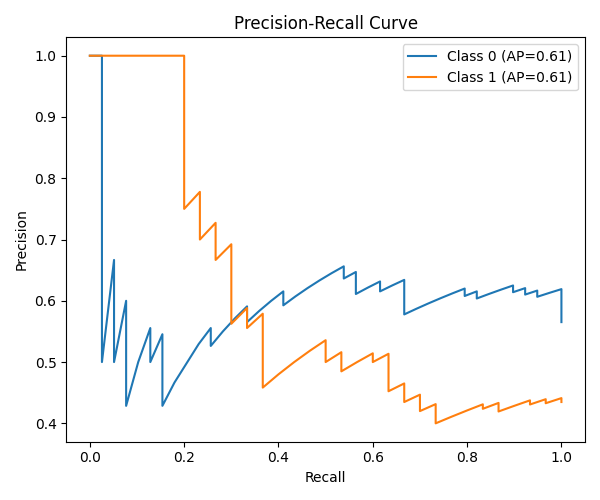 Precision-Recall Curve
Class 0 (AP=0.61)
Class 1 (AP=0.61)
Precision
1.0
0.9
0.8
0.7
0.6
0.5
0.4
0.0 0.2 0.4 0.6 0.8 1.0
Recall